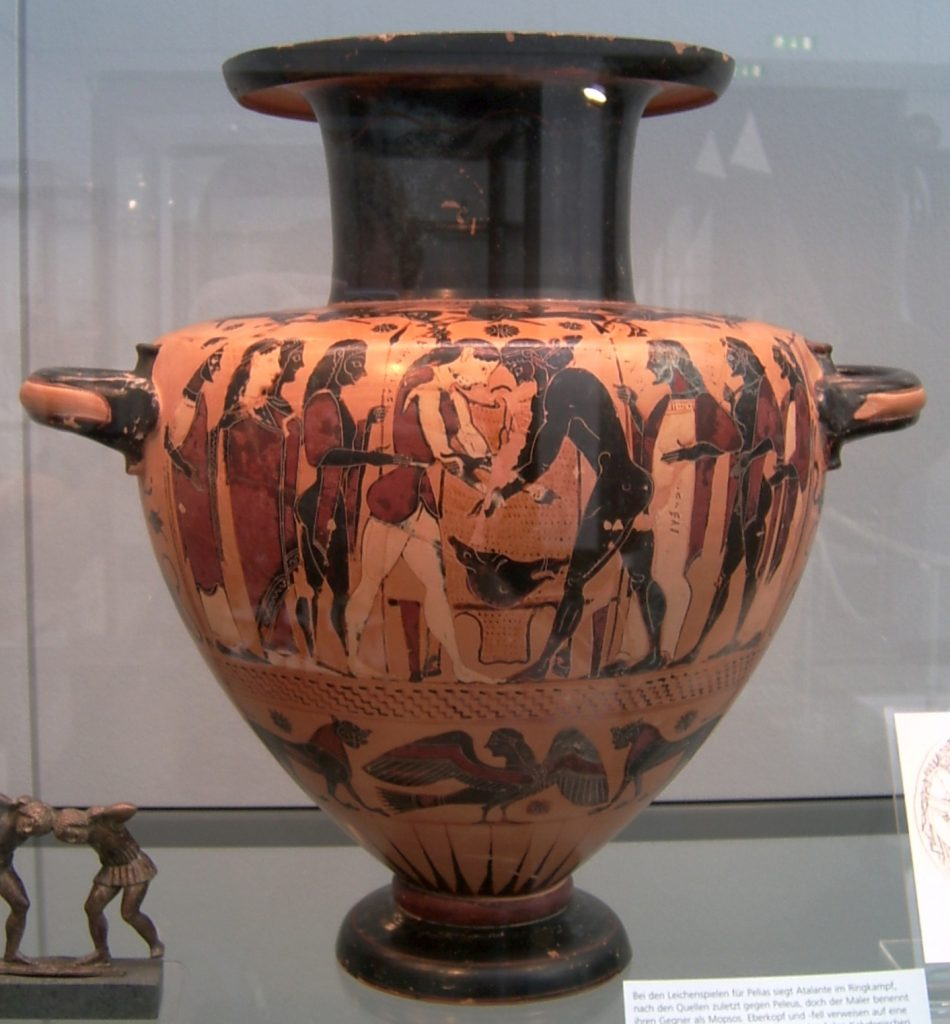 Bei den Leichenspielen für Pelias siegt Atalante im Ringkampf,
nach den Quellen zuletzt gegen Peleus, doch der Maler benennt
ihren Gegner als Mopsos. Eberkopf und -fell verweisen auf eine